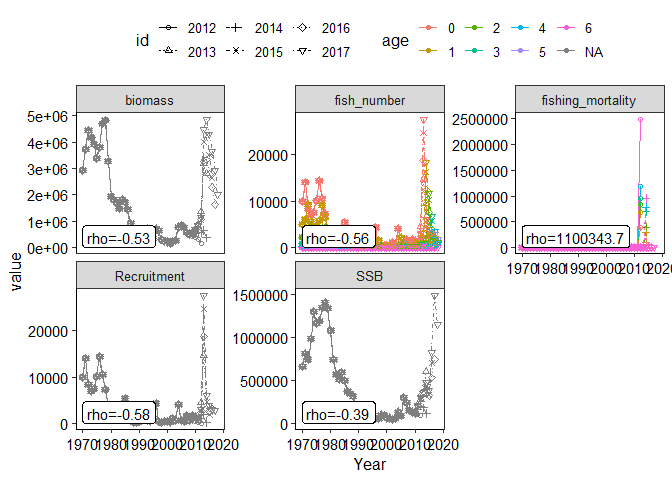 id 2012 2014 2016 age 0 2 4 6
2013 2015 2017 1 3 5 NA
biomass fish_number fishing_mortality
5e+06 4e+06 3e+06 2e+06 1e+06 0e+00
20000 10000 0
2500000 2000000 1500000 1000000 500000 0
rho=-0.53 rho=-0.56 rho=1100343.7
1970 1980 1990 2000 2010 2020
Recruitment SSB
20000 10000 0
1500000 1000000 500000 0
rho=-0.58 rho=-0.39
1970 1980 1990 2000 2010 2020 1970 1980 1990 2000 2010 2020
value
Year